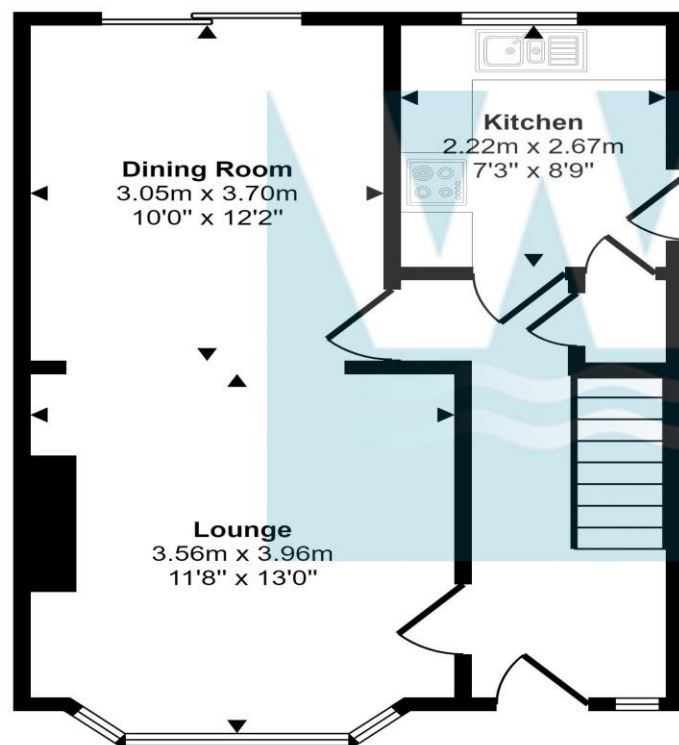 Kitchen
2.22m x 2.67m
7'3" x 8'9"
Dining Room
3.05m x 3.70m
10'0" x 12'2"
Lounge
3.56m x 3.96m
11'8" x 13'0"